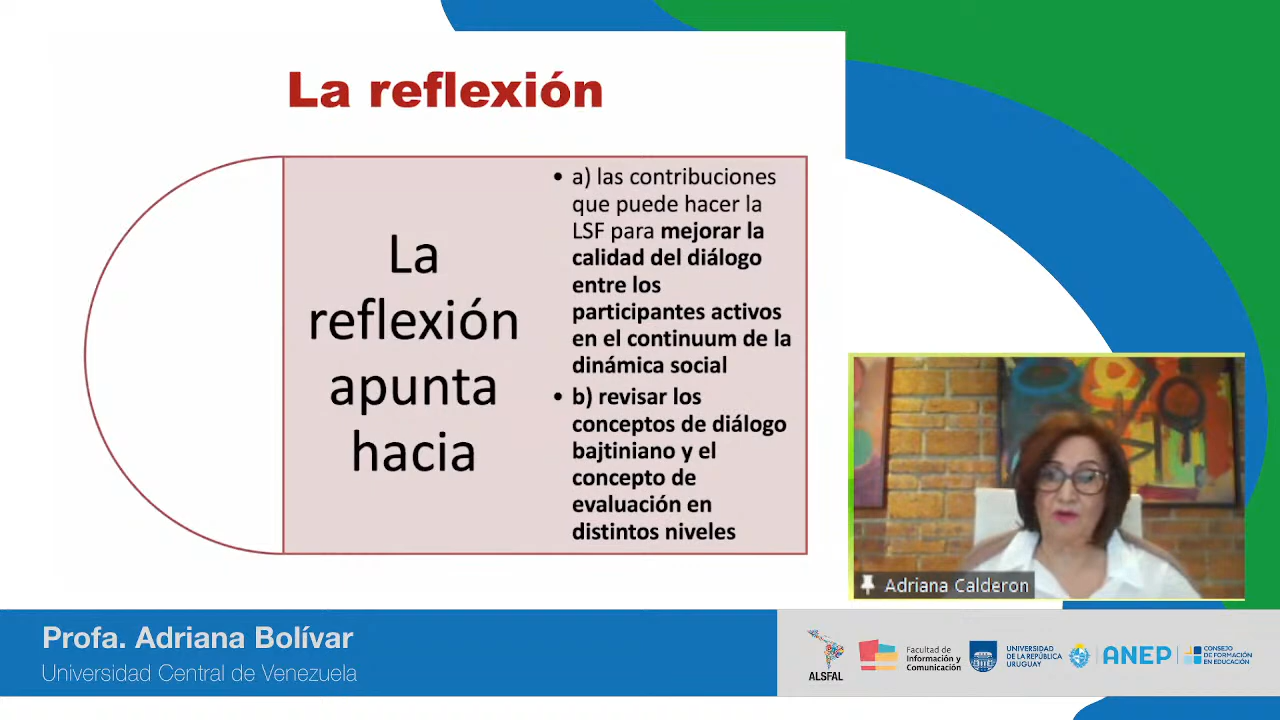 La reflexión
La
reflexión
apunta
hacia
• a) las contribuciones
que puede hacer la
LSF para mejorar la
calidad del diálogo
entre los
participantes activos
en el continuum de la
dinámica social
• b) revisar los
conceptos de diálogo
bajtiniano y el
concepto de
evaluación en
distintos niveles
Adriana Calderon
Profa. Adriana Bolívar
Universidad Central de Venezuela
ALSFAL
Facultad de
Información y
Comunicación
UNIVERSIDAD
DE LA REPÚBLICA
URUGUAY
ANEP
CONSEJO
DE FORMACIÓN
EN EDUCACIÓN